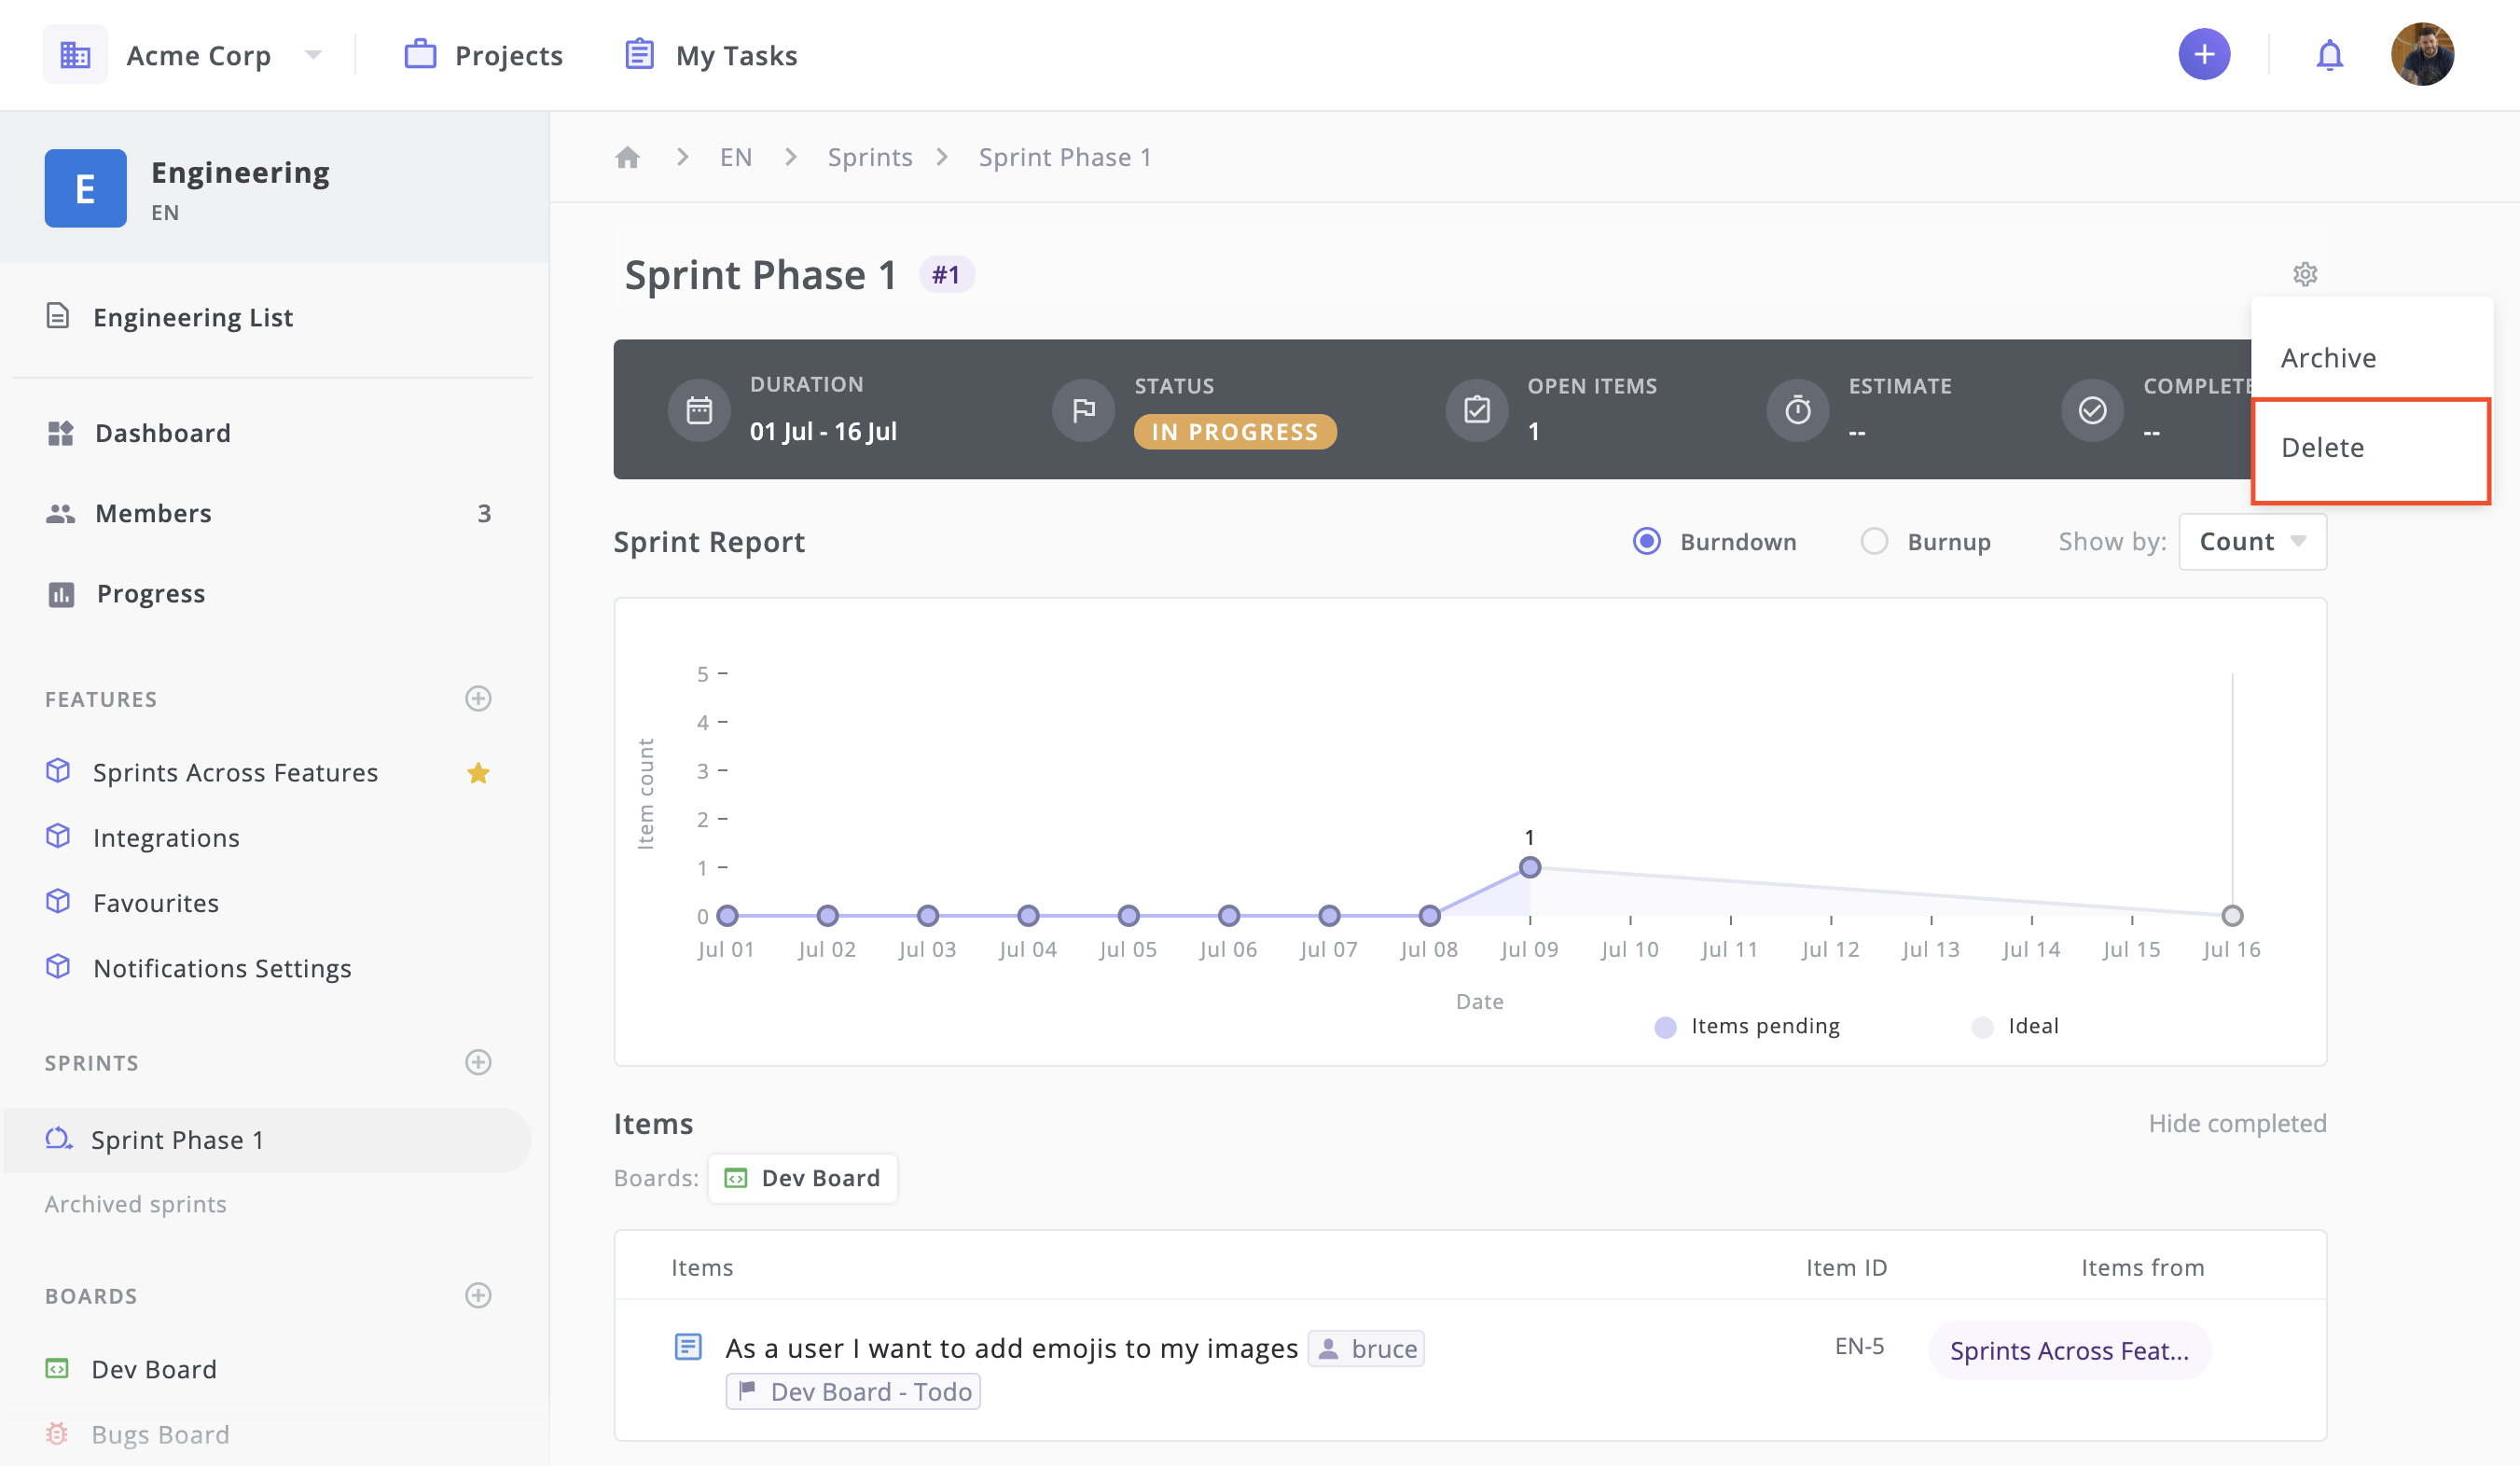 Acme Corp
Projects
My Tasks
E
Engineering
EN
Engineering List
Dashboard
Members 3
Progress
FEATURES
Sprints Across Features
Integrations
Favourites
Notifications Settings
SPRINTS
Sprint Phase 1
Archived sprints
BOARDS
Dev Board
Bugs Board
EN > Sprints > Sprint Phase 1
Sprint Phase 1 #1
Archive
Delete
DURATION
01 Jul - 16 Jul
STATUS
IN PROGRESS
OPEN ITEMS
1
ESTIMATE
--
COMPLETE
--
Sprint Report
Burndown
Burnup
Show by: Count
Item count
5
4
3
2
1
0
1
Jul 01 Jul 02 Jul 03 Jul 04 Jul 05 Jul 06 Jul 07 Jul 08 Jul 09 Jul 10 Jul 11 Jul 12 Jul 13 Jul 14 Jul 15 Jul 16
Date
Items pending Ideal
Items Hide completed
Boards: Dev Board
Items Item ID Items from
As a user I want to add emojis to my images bruce EN-5 Sprints Across Feat...
Dev Board - Todo